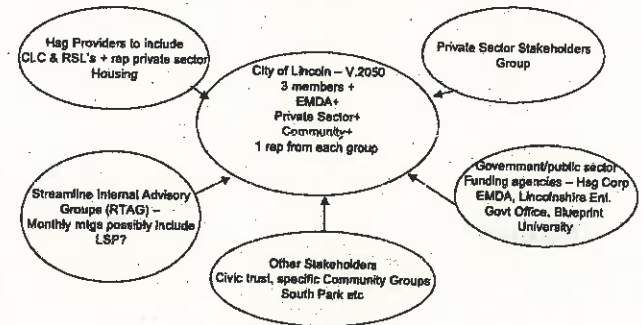 Hsg Providers to include
CLC & RSL's + rep private sector
Housing
City of Lincoln – V.2050
3 members +
EMDA+
Private Sector+
Community+
1 rep from each group
Private Sector Stakeholders
Group
Streamline Internal Advisory
Groups (RTAG) –
Monthly mtgs possibly include
LSP?
Government/public sector
Funding agencies – Hsg Corp
EMDA, Lincolnshire Ent.
Govt Office, Blueprint
University
Other Stakeholders
Civic trust, specific Community Groups
South Park etc